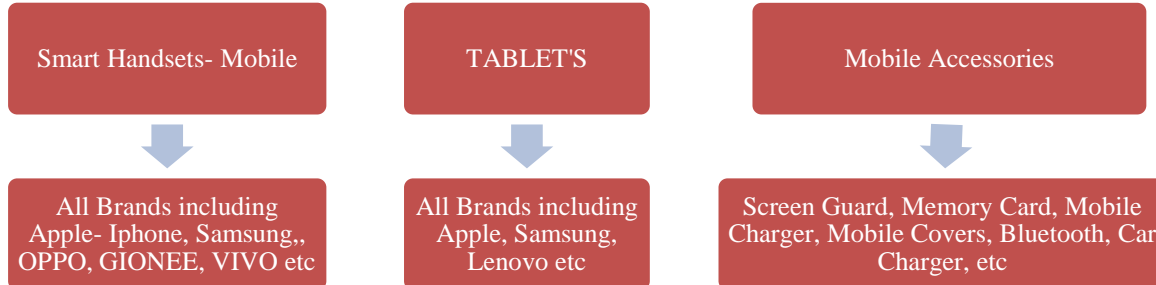 Smart Handsets- Mobile
TABLET'S
Mobile Accessories
All Brands including
Apple- Iphone, Samsung,,
OPPO, GIONEE, VIVO etc
All Brands including
Apple, Samsung,
Lenovo etc
Screen Guard, Memory Card, Mobile
Charger, Mobile Covers, Bluetooth, Car
Charger, etc